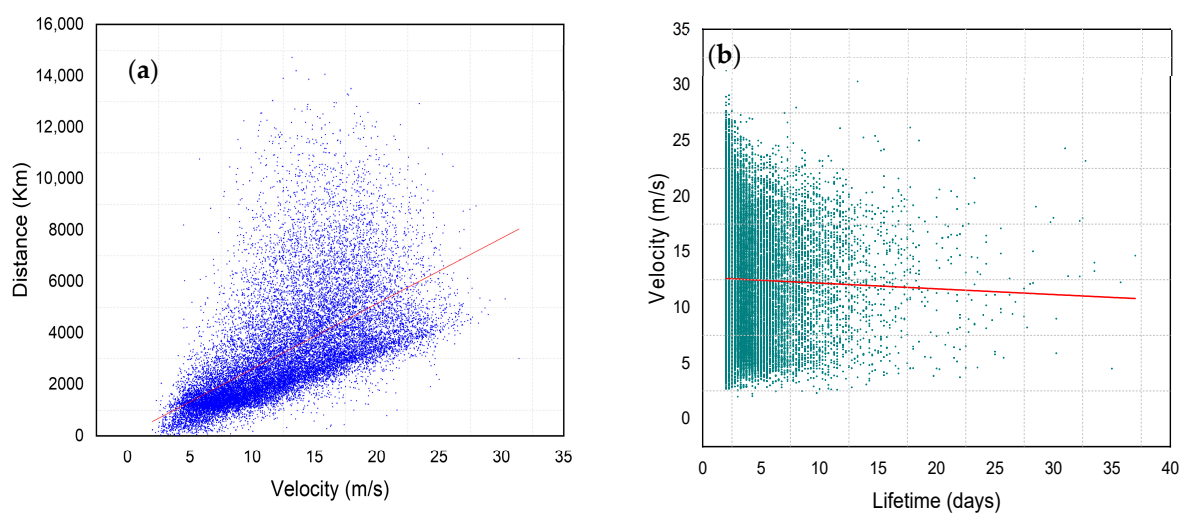 (a)
16,000
14,000
12,000
10,000
8000
6000
4000
2000
0
Distance (Km)
0 5 10 15 20 25 30 35
Velocity (m/s)
(b)
35
30
25
20
15
10
5
0
Velocity (m/s)
0 5 10 15 20 25 30 35 40
Lifetime (days)